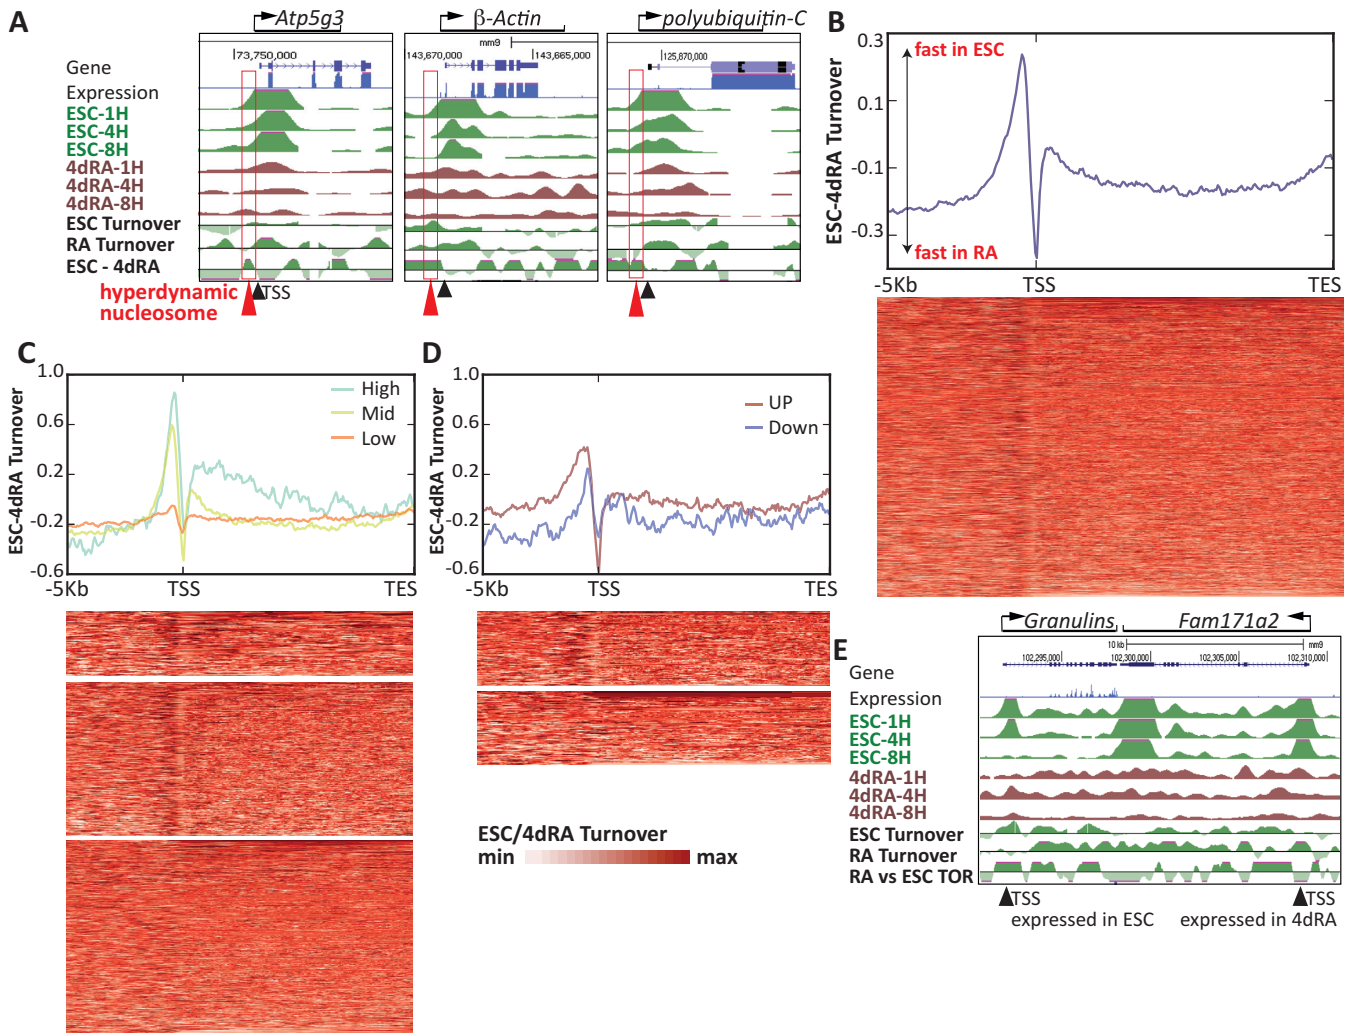 A
Atp5g3
β-Actin
polyubiquitin-C
73,750,000
143,670,000
mm9
143,665,000
125,870,000
Gene
Expression
ESC-1H
ESC-4H
ESC-8H
4dRA-1H
4dRA-4H
4dRA-8H
ESC Turnover
RA Turnover
ESC - 4dRA
hyperdynamic
nucleosome
TSS
B
ESC-4dRA Turnover
0.3
0.1
-0.1
-0.3
fast in ESC
fast in RA
-5Kb
TSS
TES
C
ESC-4dRA Turnover
1.0
0.6
0.2
-0.2
-0.6
High
Mid
Low
-5Kb
TSS
TES
D
ESC-4dRA Turnover
1.0
0.6
0.2
-0.2
-0.6
UP
Down
-5Kb
TSS
TES
ESC/4dRA Turnover
min
max
E
Granulins
Fam171a2
10 kb
mm9
102,295,000
102,300,000
102,305,000
102,310,000
Gene
Expression
ESC-1H
ESC-4H
ESC-8H
4dRA-1H
4dRA-4H
4dRA-8H
ESC Turnover
RA Turnover
RA vs ESC TOR
TSS
TSS
expressed in ESC
expressed in 4dRA